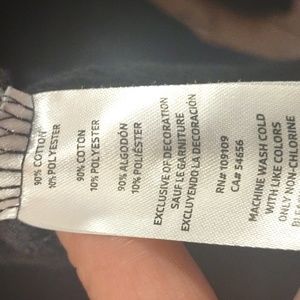 90% COTTON
10% POLYESTER
90% COTON
10% POLYESTER
90% ALGODÓN
10% POLIÉSTER
EXCLUSIVE OF DECORATION
SAUF LE GARNITURE
EXCLUYENDO LA DECORACIÓN
RN# 109109
CA# 54656
MACHINE WASH COLD
WITH LIKE COLORS
ONLY NON-CHLORINE